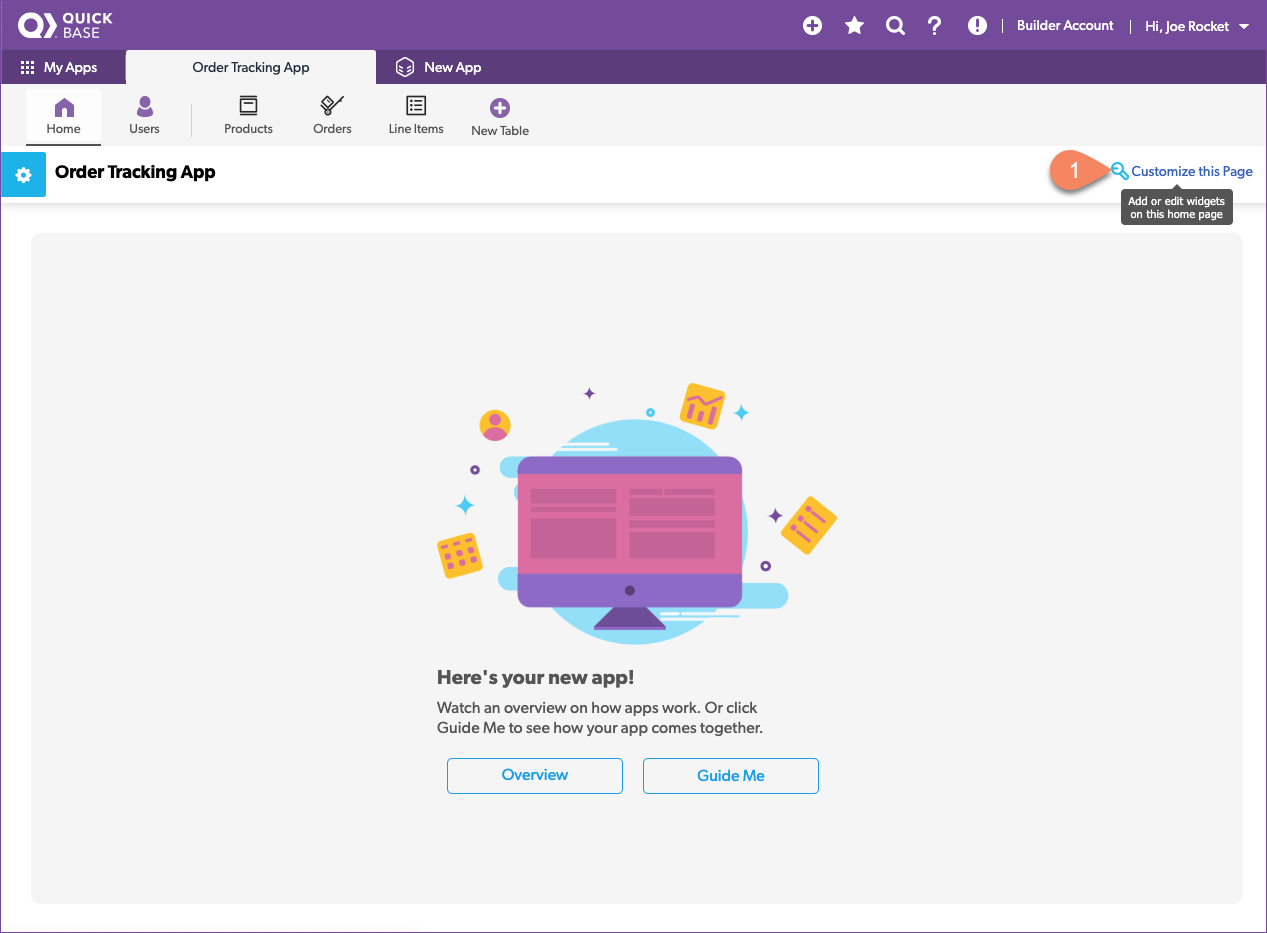 QUICK
BASE
Builder Account
Hi, Joe Rocket
My Apps
Order Tracking App
New App
Home
Users
Products
Orders
Line Items
New Table
Order Tracking App
1
Customize this Page
Add or edit widgets
on this home page
Here's your new app!
Watch an overview on how apps work. Or click
Guide Me to see how your app comes together.
Overview
Guide Me